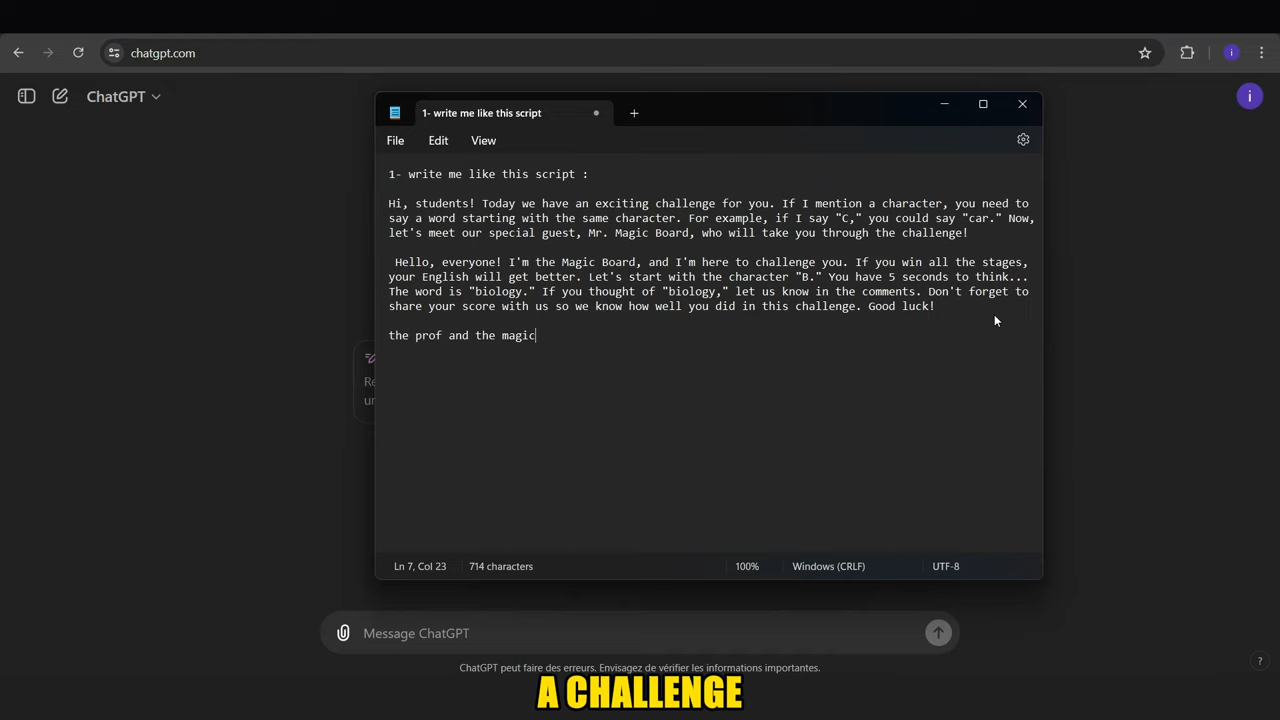 chatgpt.com
i
ChatGPT
i
1- write me like this script
File Edit View
1- write me like this script :
Hi, students! Today we have an exciting challenge for you. If I mention a character, you need to
say a word starting with the same character. For example, if I say "C," you could say "car." Now,
let's meet our special guest, Mr. Magic Board, who will take you through the challenge!
Hello, everyone! I'm the Magic Board, and I'm here to challenge you. If you win all the stages,
your English will get better. Let's start with the character "B." You have 5 seconds to think...
The word is "biology." If you thought of "biology," let us know in the comments. Don't forget to
share your score with us so we know how well you did in this challenge. Good luck!
the prof and the magic
Re
un
Ln 7, Col 23 714 characters 100% Windows (CRLF) UTF-8
Message ChatGPT
ChatGPT peut faire des erreurs. Envisagez de vérifier les informations importantes.
?
A CHALLENGE